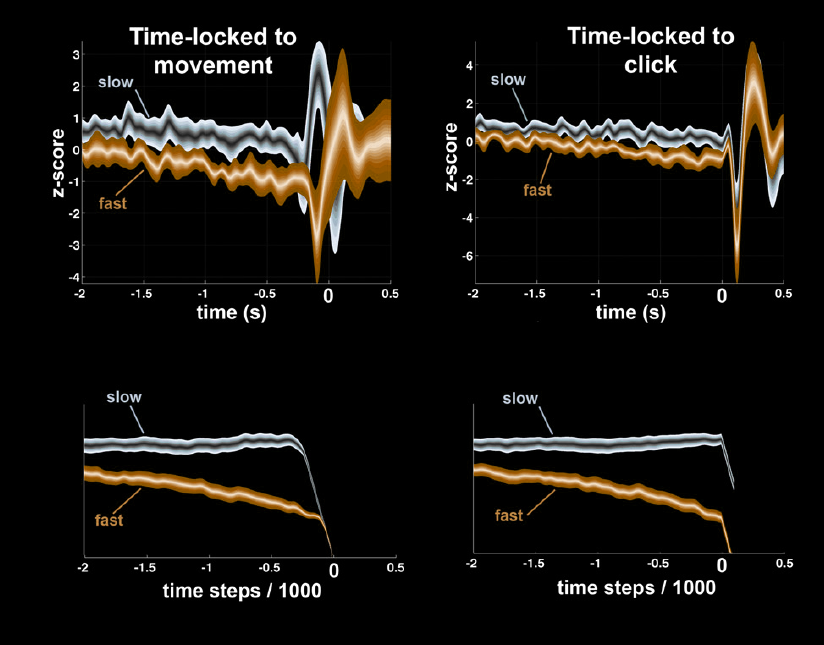 Time-locked to
movement
slow
fast
z-score
3
2
1
0
-1
-2
-3
-4
-2
-1.5
-1
-0.5
0
0.5
time (s)
Time-locked to
click
slow
fast
z-score
4
2
0
-2
-4
-6
-2
-1.5
-1
-0.5
0
0.5
time (s)
slow
fast
-2
-1.5
-1
-0.5
0
0.5
time steps / 1000
slow
fast
-2
-1.5
-1
-0.5
0
0.5
time steps / 1000